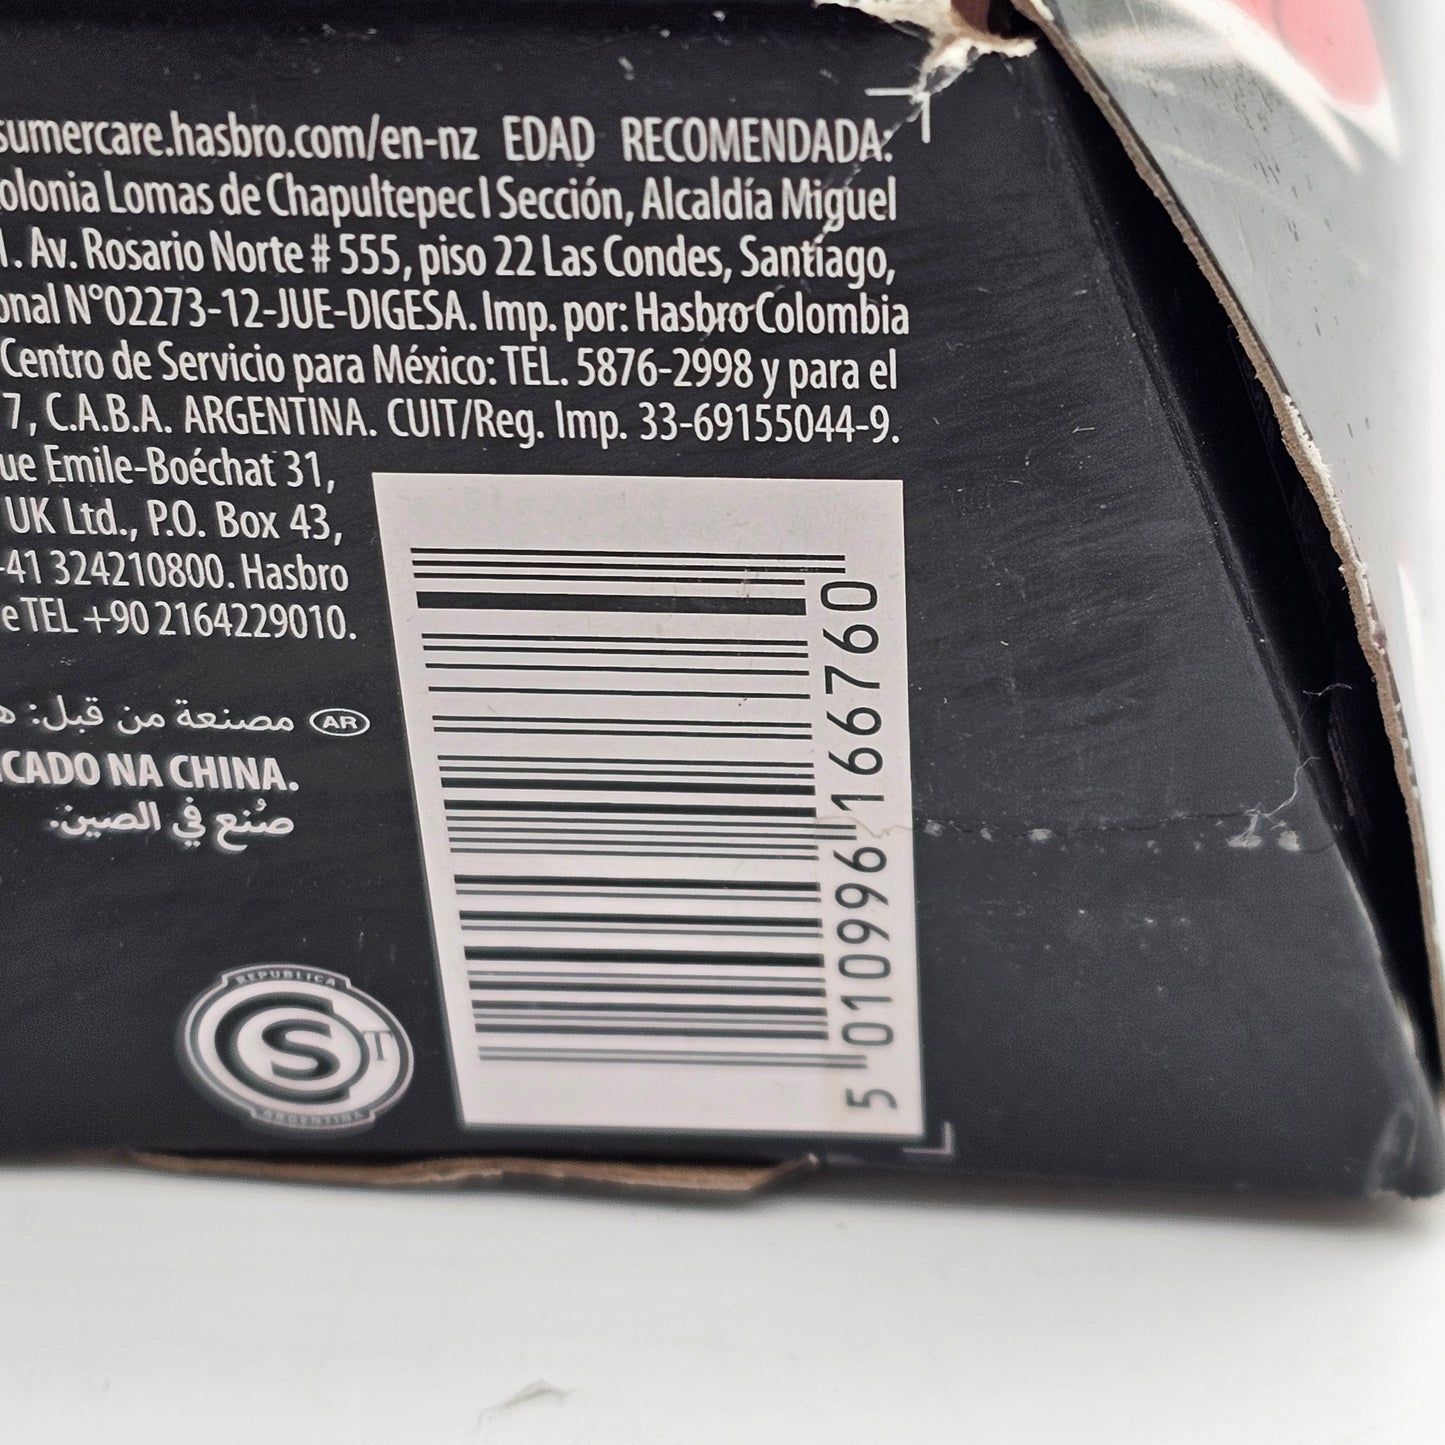 sumercare.hasbro.com/en-nz EDAD RECOMENDADA:
olonia Lomas de Chapultepec I Sección, Alcaldía Miguel
1. Av. Rosario Norte # 555, piso 22 Las Condes, Santiago,
onal N°02273-12-JUE-DIGESA. Imp. por: Hasbro Colombia
Centro de Servicio para México: TEL. 5876-2998 y para el
7, C.A.B.A. ARGENTINA. CUIT/Reg. Imp. 33-69155044-9.
ue Emile-Boéchat 31,
UK Ltd., P.O. Box 43,
-41 324210800. Hasbro
e TEL +90 2164229010.
AR مصنعة من قبل: ه
CADO NA CHINA.
صُنع في الصين.
REPUBLICA
S T
ARGENTINA
5 010996 166760